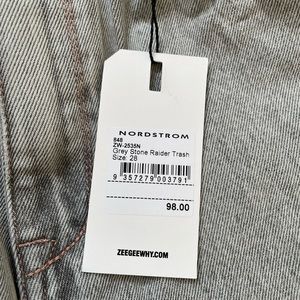 NORDSTROM
848
ZW-2535N
Grey Stone Raider Trash
Size: 28
9 357279 003791
98.00
ZEEGEEWHY.COM